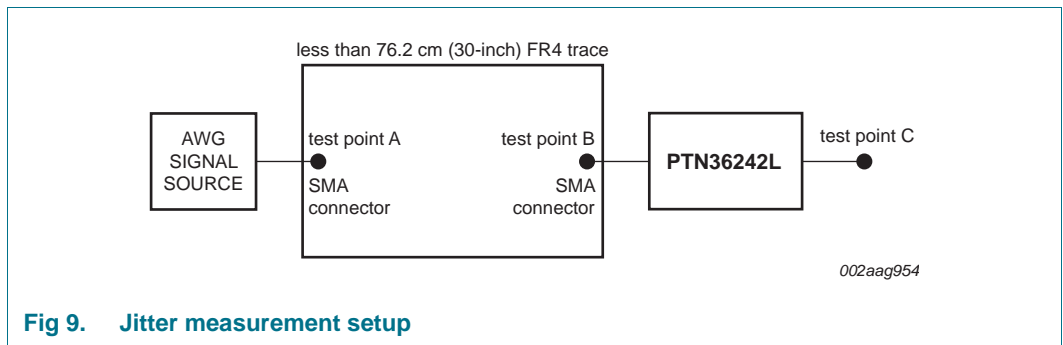 less than 76.2 cm (30-inch) FR4 trace
AWG
SIGNAL
SOURCE
test point A
SMA
connector
test point B
SMA
connector
PTN36242L
test point C
002aag954
Fig 9. Jitter measurement setup